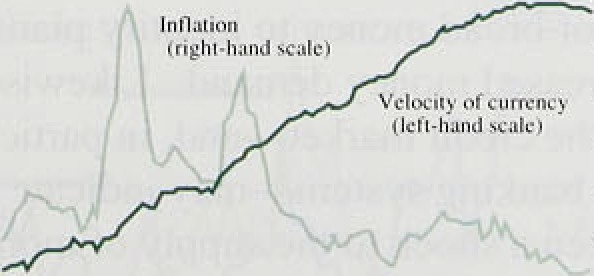 Inflation
(right-hand scale)
Velocity of currency
(left-hand scale)